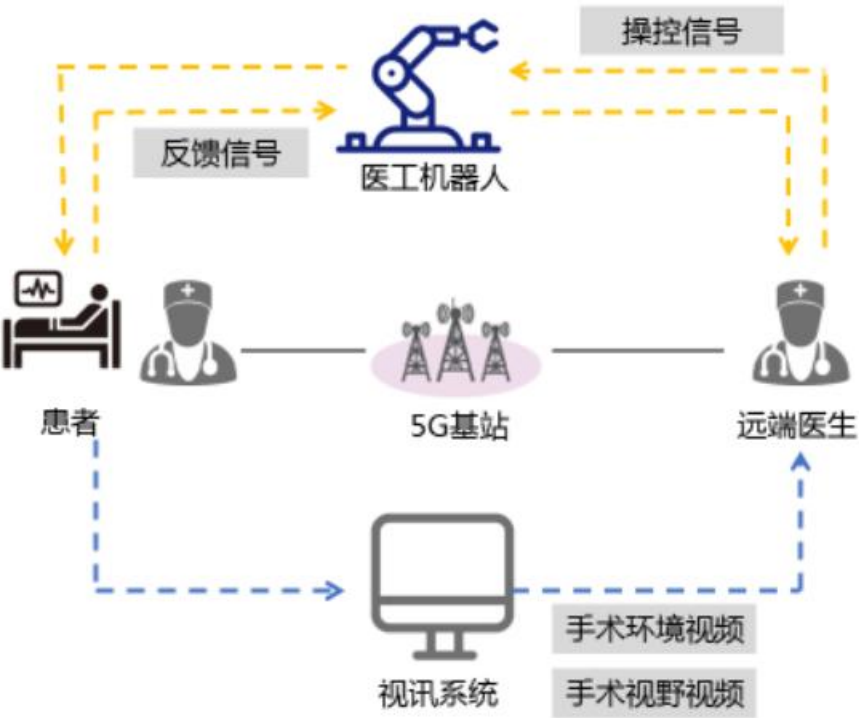 操控信号
反馈信号
医工机器人
患者
5G基站
远端医生
手术环境视频
视讯系统
手术视野视频